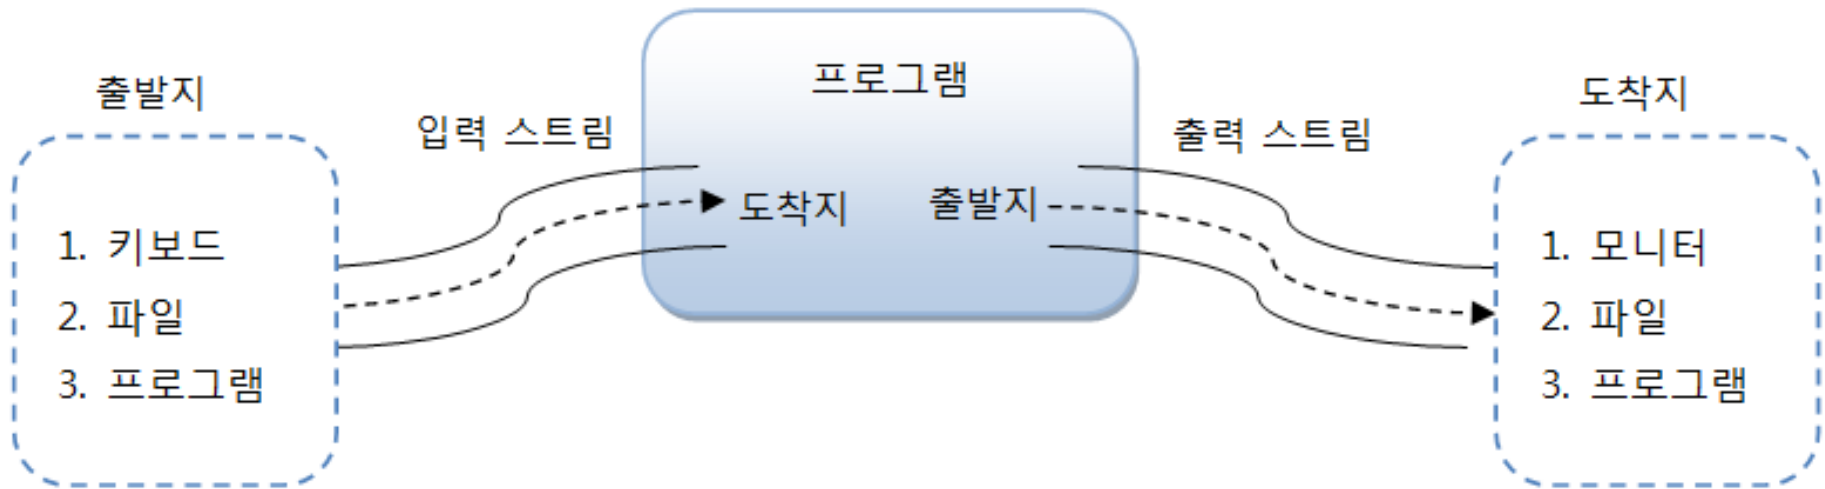 출발지
1. 키보드
2. 파일
3. 프로그램
입력 스트림
프로그램
도착지
출발지
출력 스트림
도착지
1. 모니터
2. 파일
3. 프로그램